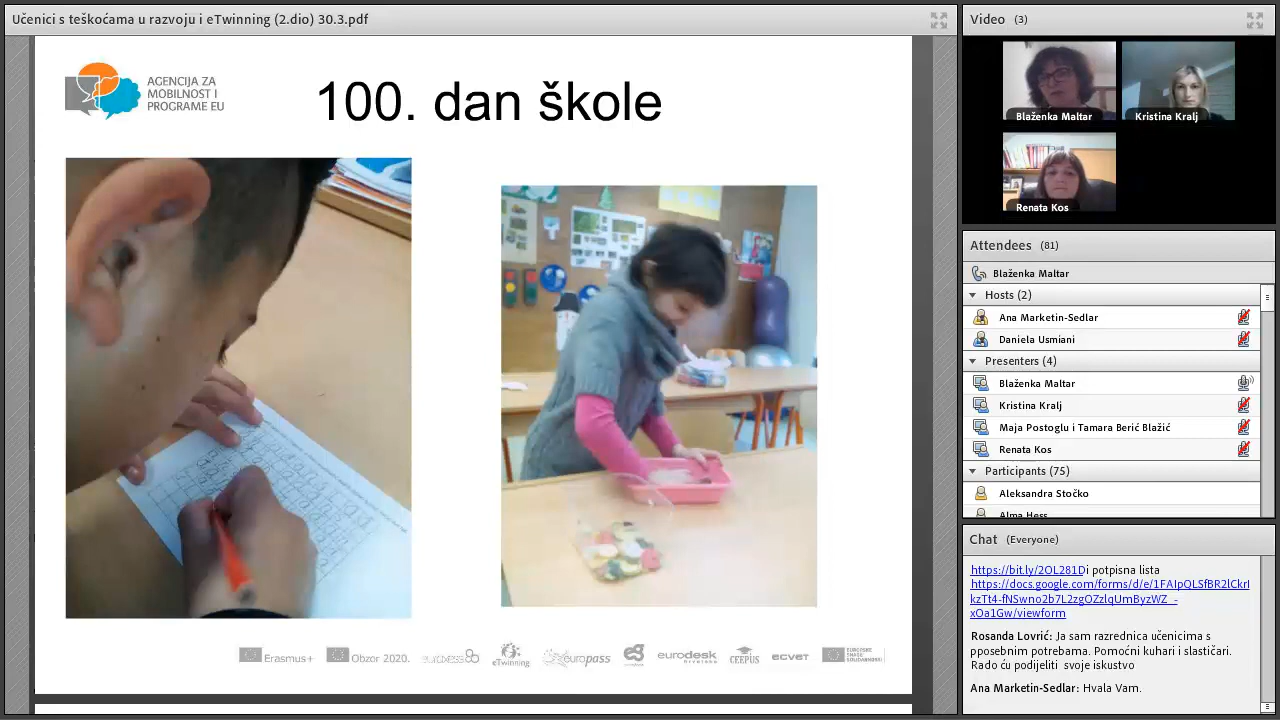 Učenici s teškoćama u razvoju i eTwinning (2.dio) 30.3.pdf
AGENCIJA ZA
MOBILNOST I
PROGRAME EU
100. dan škole
Erasmus+
Obzor 2020.
eTwinning
europass
eurodesk
CEEPUS
ECVET
Video (3)
Blaženka Maltar
Kristina Kralj
Renata Kos
Attendees (81)
Blaženka Maltar
Hosts (2)
Ana Marketin-Sedlar
Daniela Usmiani
Presenters (4)
Blaženka Maltar
Kristina Kralj
Maja Postoglu i Tamara Berić Blažić
Renata Kos
Participants (75)
Aleksandra Stočko
Alma Hess
Chat (Everyone)
https://bit.ly/2OL281Di potpisna lista
https://docs.google.com/forms/d/e/1FAIpQLSfBR2lCkrI
kzTt4-fNSwno2b7L2zgOZzlqUmByzWZ_-
xOa1Gw/viewform
Rosanda Lovrić: Ja sam razrednica učenicima s
pposebnim potrebama. Pomoćni kuhari i slastičari.
Rado ću podijeliti svoje iskustvo
Ana Marketin-Sedlar: Hvala Vam.